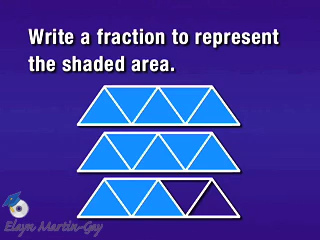 Write a fraction to represent
the shaded area.
Elayn Martin-Gay